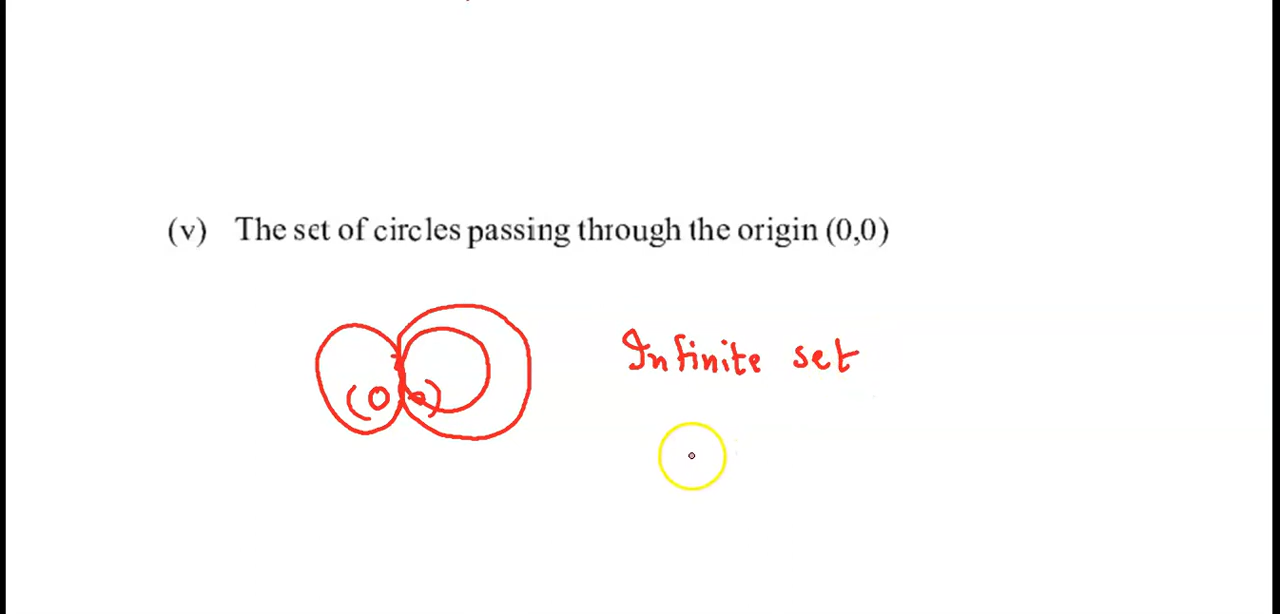 (v) The set of circles passing through the origin (0,0)
Infinite set
(0 0)